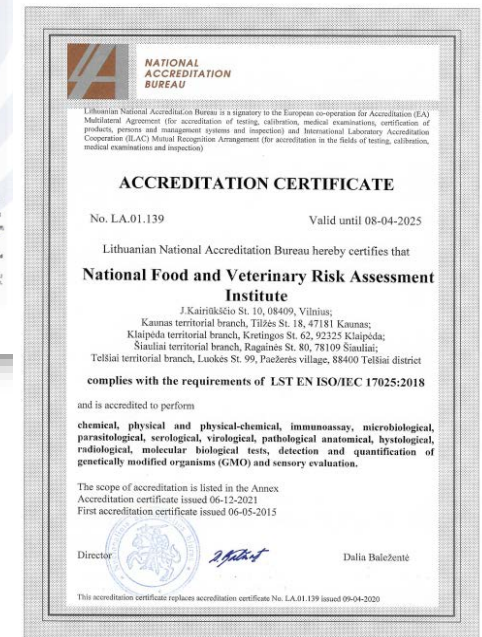 NATIONAL
ACCREDITATION
BUREAU
Lithuanian National Accreditation Bureau is a signatory to the European co-operation for Accreditation (EA)
Multilateral Agreement (for accreditation of testing, calibration, medical examinations, certification of
products, persons and management systems and inspection) and International Laboratory Accreditation
Cooperation (ILAC) Mutual Recognition Arrangement (for accreditation in the fields of testing, calibration,
medical examinations and inspection)
ACCREDITATION CERTIFICATE
No. LA.01.139 Valid until 08-04-2025
Lithuanian National Accreditation Bureau hereby certifies that
National Food and Veterinary Risk Assessment
Institute
J.Kairiūkščio St. 10, 08409, Vilnius;
Kaunas territorial branch, Tilžės St. 18, 47181 Kaunas;
Klaipėda territorial branch, Kretingos St. 62, 92325 Klaipėda;
Šiauliai territorial branch, Ragainės St. 80, 78109 Šiauliai;
Telšiai territorial branch, Luokės St. 99, Paežerės village, 88400 Telšiai district
complies with the requirements of LST EN ISO/IEC 17025:2018
and is accredited to perform
chemical, physical and physical-chemical, immunoassay, microbiological,
parasitological, serological, virological, pathological anatomical, hystological,
radiological, molecular biological tests, detection and quantification of
genetically modified organisms (GMO) and sensory evaluation.
The scope of accreditation is listed in the Annex
Accreditation certificate issued 06-12-2021
First accreditation certificate issued 06-05-2015
Director Dalia Baležentė
This accreditation certificate replaces accreditation certificate No. LA.01.139 issued 09-04-2020